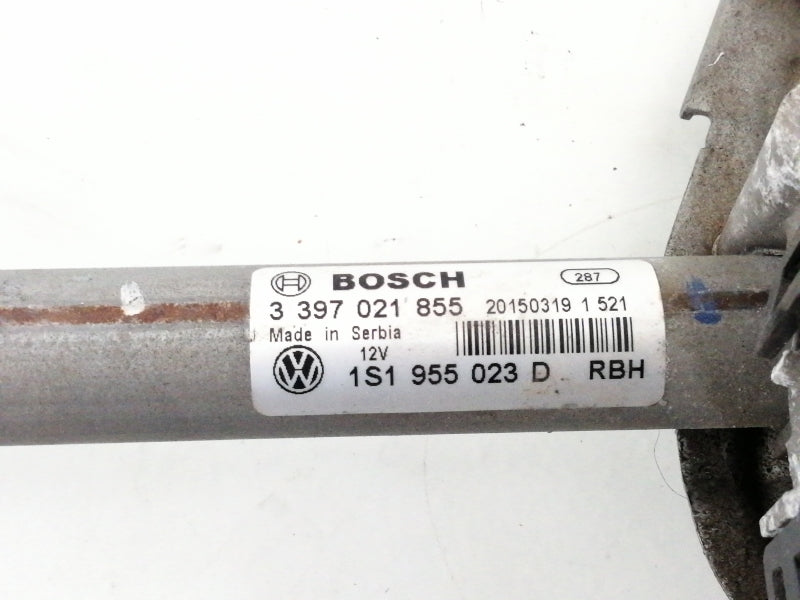 BOSCH 287
3 397 021 855 20150319 1 521
Made in Serbia
12V
1S1 955 023 D RBH